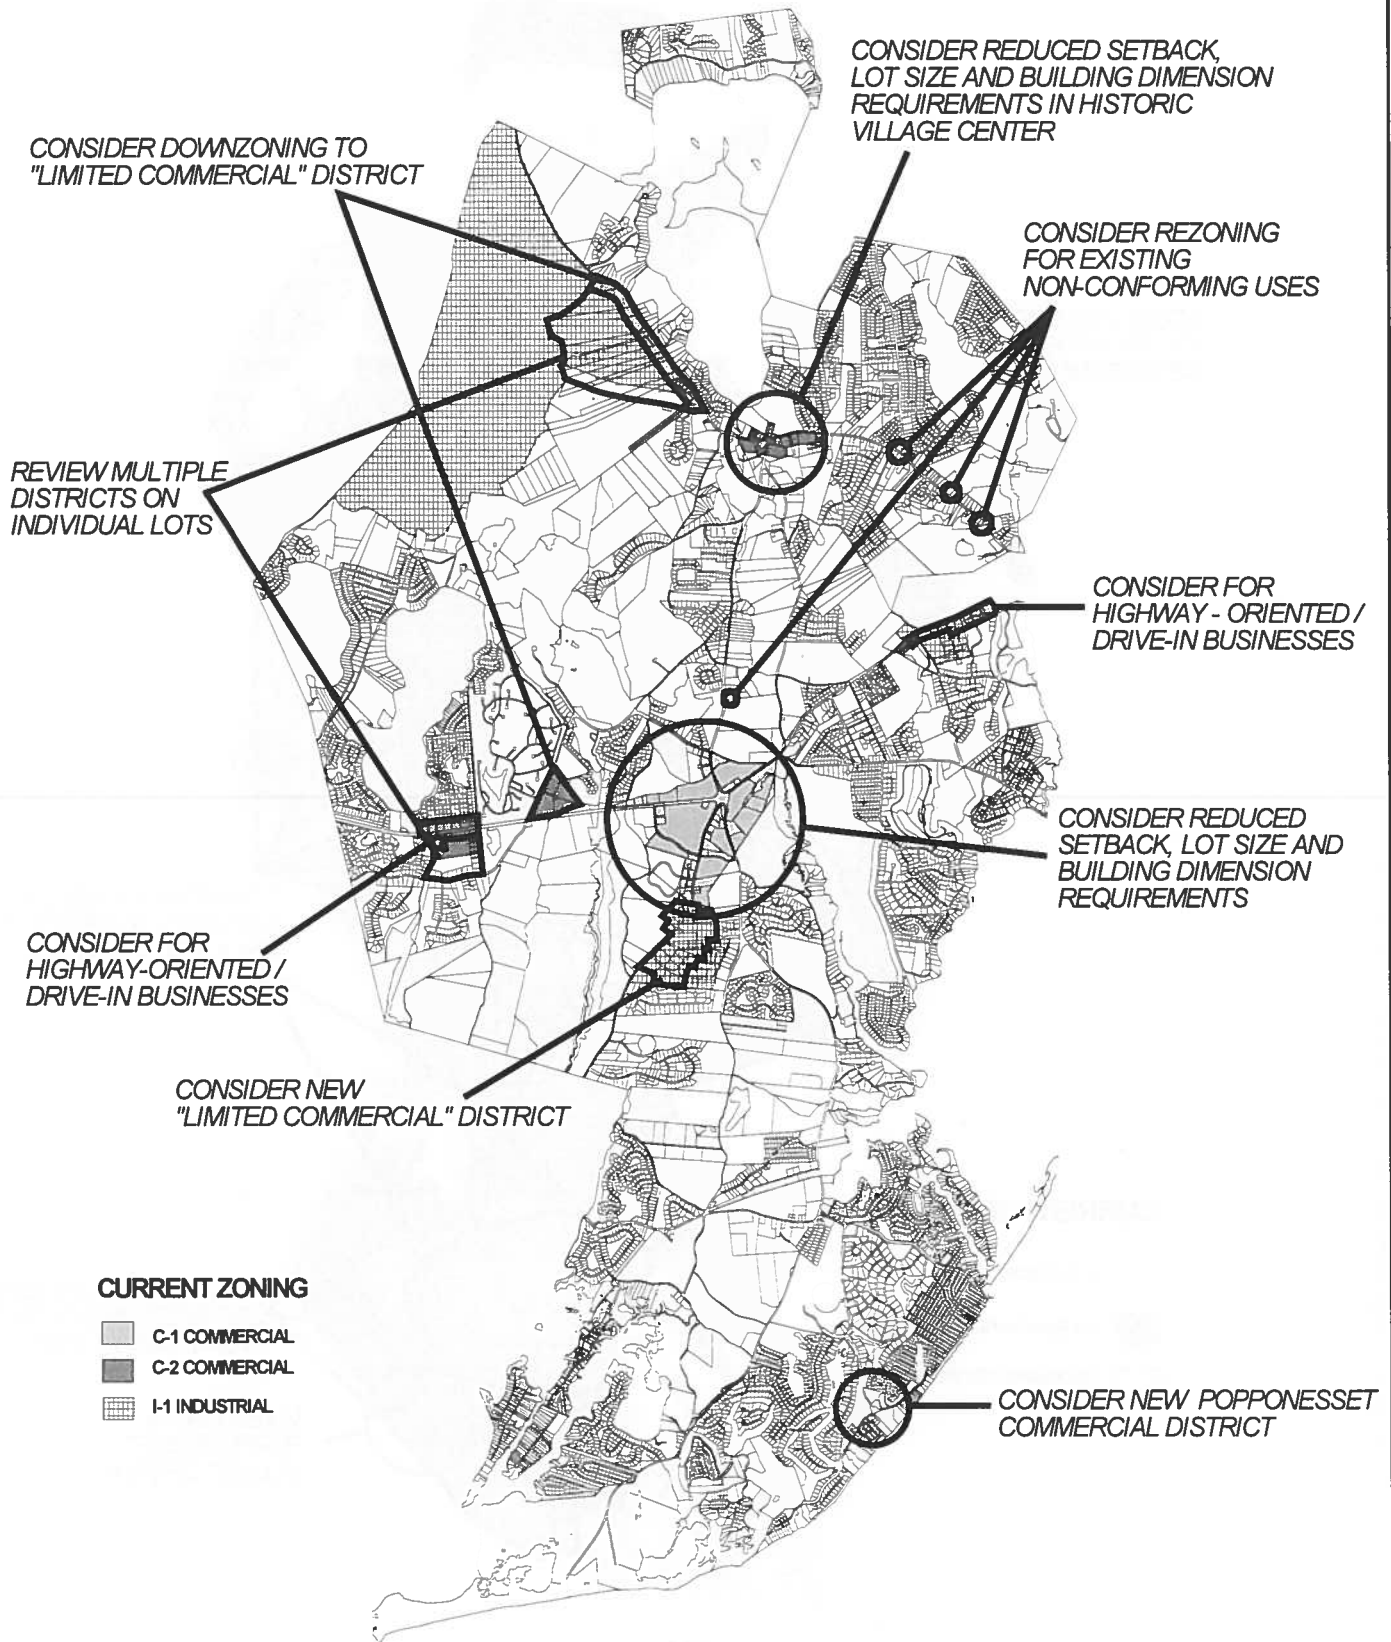 CONSIDER REDUCED SETBACK,
LOT SIZE AND BUILDING DIMENSION
REQUIREMENTS IN HISTORIC
VILLAGE CENTER
CONSIDER DOWNZONING TO
"LIMITED COMMERCIAL" DISTRICT
CONSIDER REZONING
FOR EXISTING
NON-CONFORMING USES
REVIEW MULTIPLE
DISTRICTS ON
INDIVIDUAL LOTS
CONSIDER FOR
HIGHWAY - ORIENTED /
DRIVE-IN BUSINESSES
CONSIDER REDUCED
SETBACK, LOT SIZE AND
BUILDING DIMENSION
REQUIREMENTS
CONSIDER FOR
HIGHWAY-ORIENTED /
DRIVE-IN BUSINESSES
CONSIDER NEW
"LIMITED COMMERCIAL" DISTRICT
CURRENT ZONING
C-1 COMMERCIAL
C-2 COMMERCIAL
I-1 INDUSTRIAL
CONSIDER NEW POPPONESSET
COMMERCIAL DISTRICT